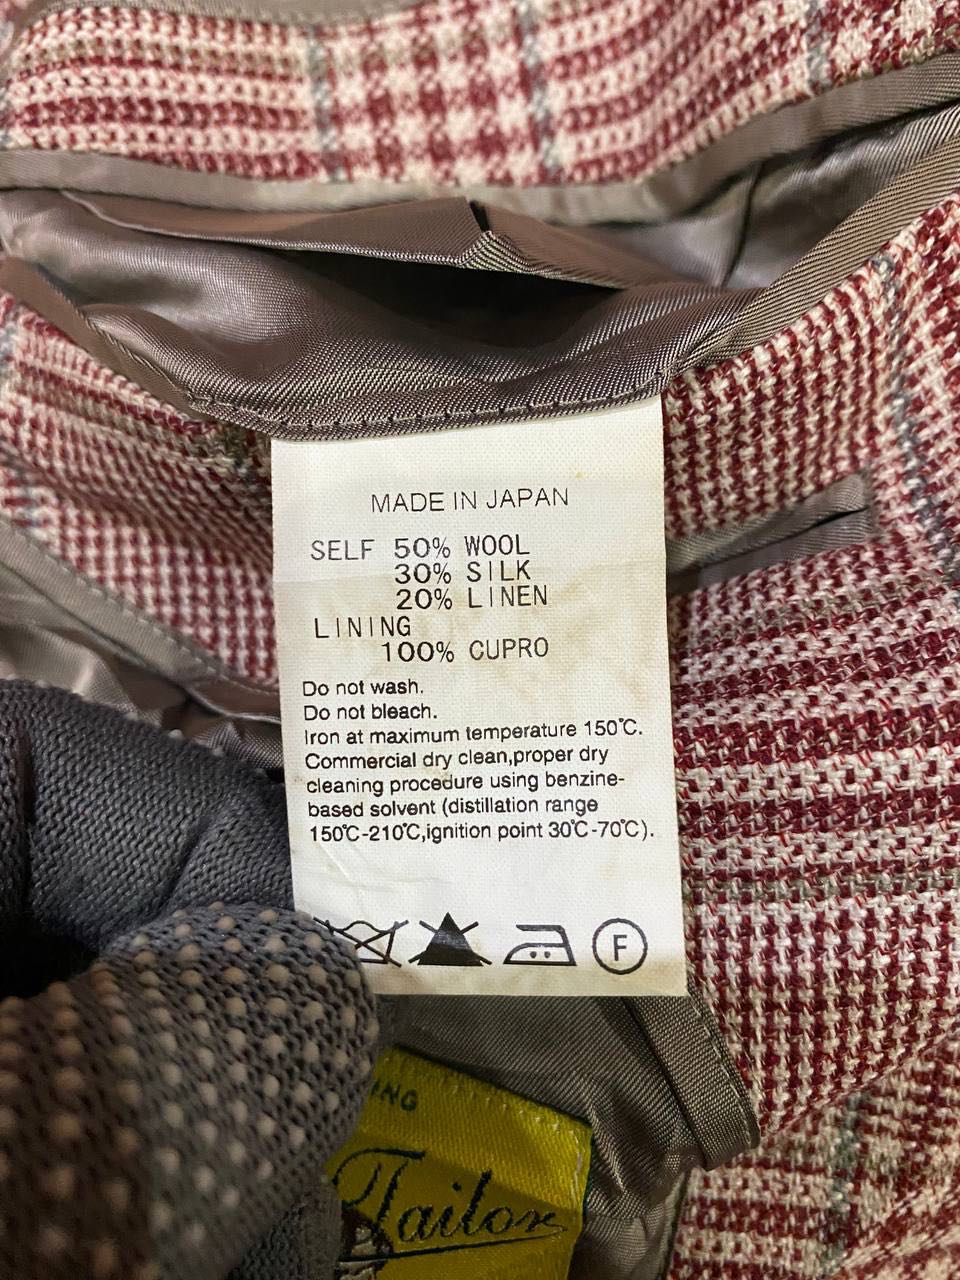 MADE IN JAPAN
SELF 50% WOOL
30% SILK
20% LINEN
LINING
100% CUPRO
Do not wash.
Do not bleach.
Iron at maximum temperature 150℃.
Commercial dry clean,proper dry
cleaning procedure using benzine-
based solvent (distillation range
150℃-210℃,ignition point 30℃-70℃).
F
Tailor